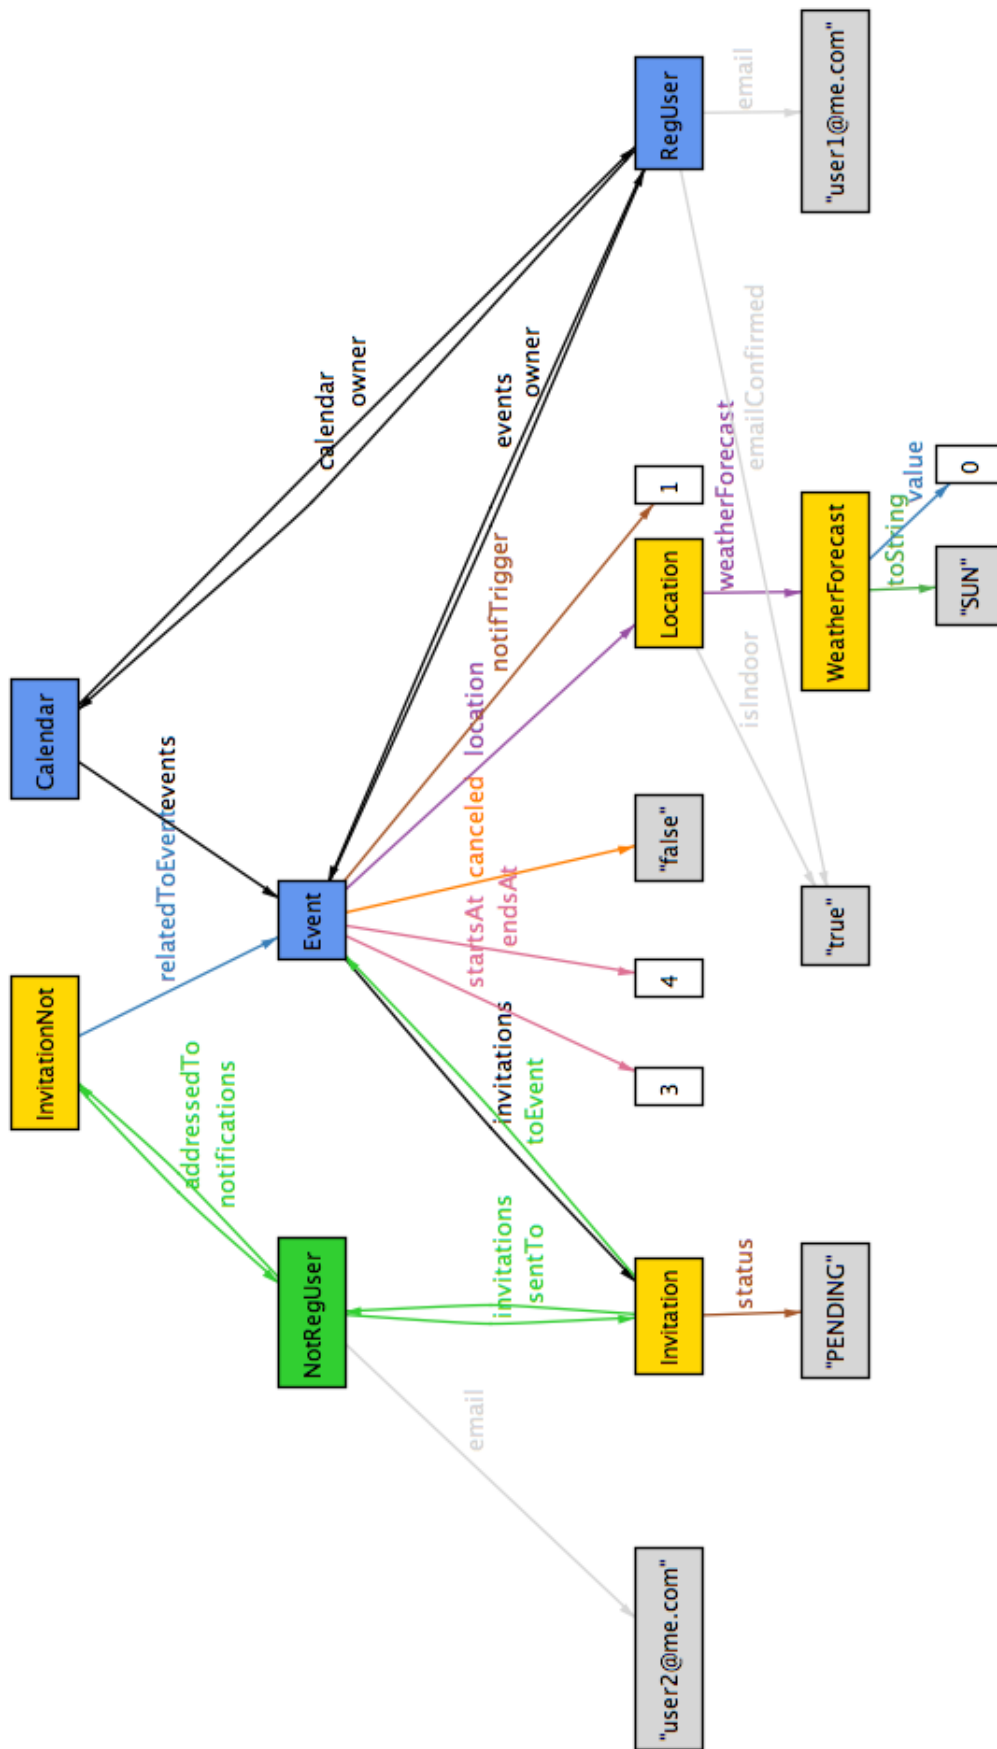 InvitationNot
Calendar
relatedToEvent
events
addressedTo
notifications
calendar
owner
NotRegUser
Event
events
owner
email
invitations
sentTo
invitations
toEvent
startsAt
endsAt
canceled
location
notifTrigger
"user2@me.com"
Invitation
3
4
"false"
Location
1
RegUser
status
isIndoor
weatherForecast
emailConfirmed
email
"PENDING"
"true"
WeatherForecast
"user1@me.com"
toString
value
"SUN"
0